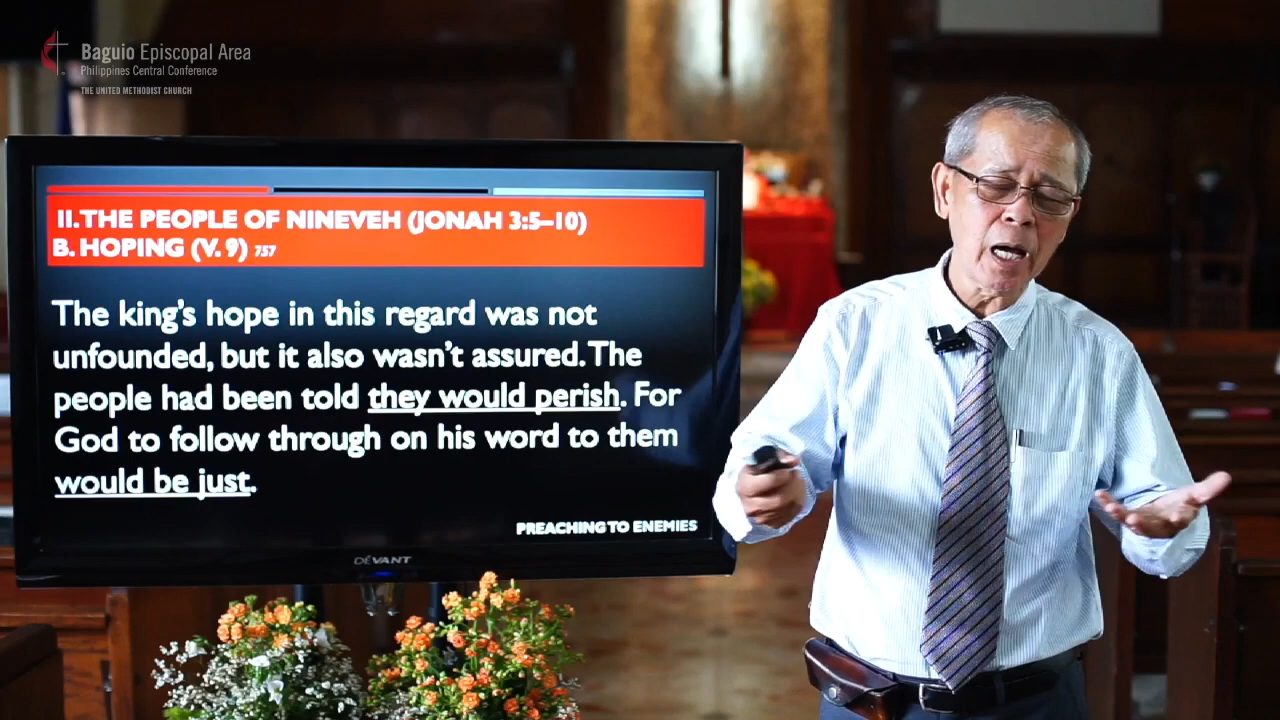 Baguio Episcopal Area
Philippines Central Conference
THE UNITED METHODIST CHURCH
II. THE PEOPLE OF NINEVEH (JONAH 3:5–10)
B. HOPING (V. 9) 757
The king's hope in this regard was not
unfounded, but it also wasn't assured. The
people had been told they would perish. For
God to follow through on his word to them
would be just.
PREACHING TO ENEMIES
DEVANT